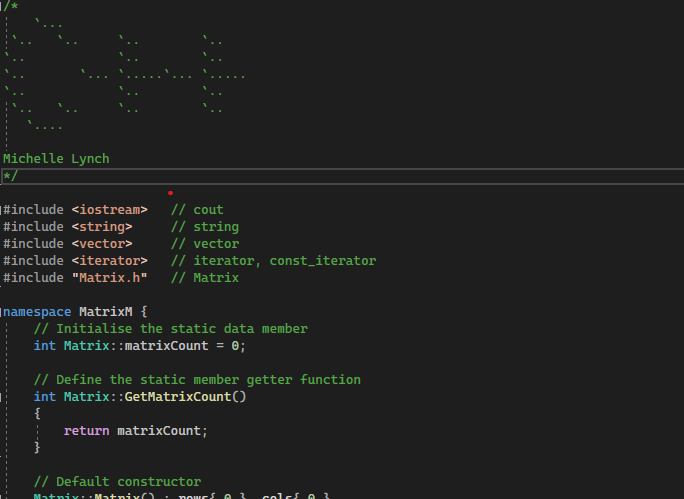 /*
    `...
 `..   `..     `..        `..
`..            `..        `..
`..       `... `.....`... `.....
`..            `..        `..
 `..   `..     `..        `..
   `....

Michelle Lynch
*/

#include <iostream>   // cout
#include <string>     // string
#include <vector>     // vector
#include <iterator>   // iterator, const_iterator
#include "Matrix.h"   // Matrix

namespace MatrixM {
    // Initialise the static data member
    int Matrix::matrixCount = 0;

    // Define the static member getter function
    int Matrix::GetMatrixCount()
    {
        return matrixCount;
    }

    // Default constructor
    Matrix::Matrix() : rows{ 0 }, cols{ 0 }